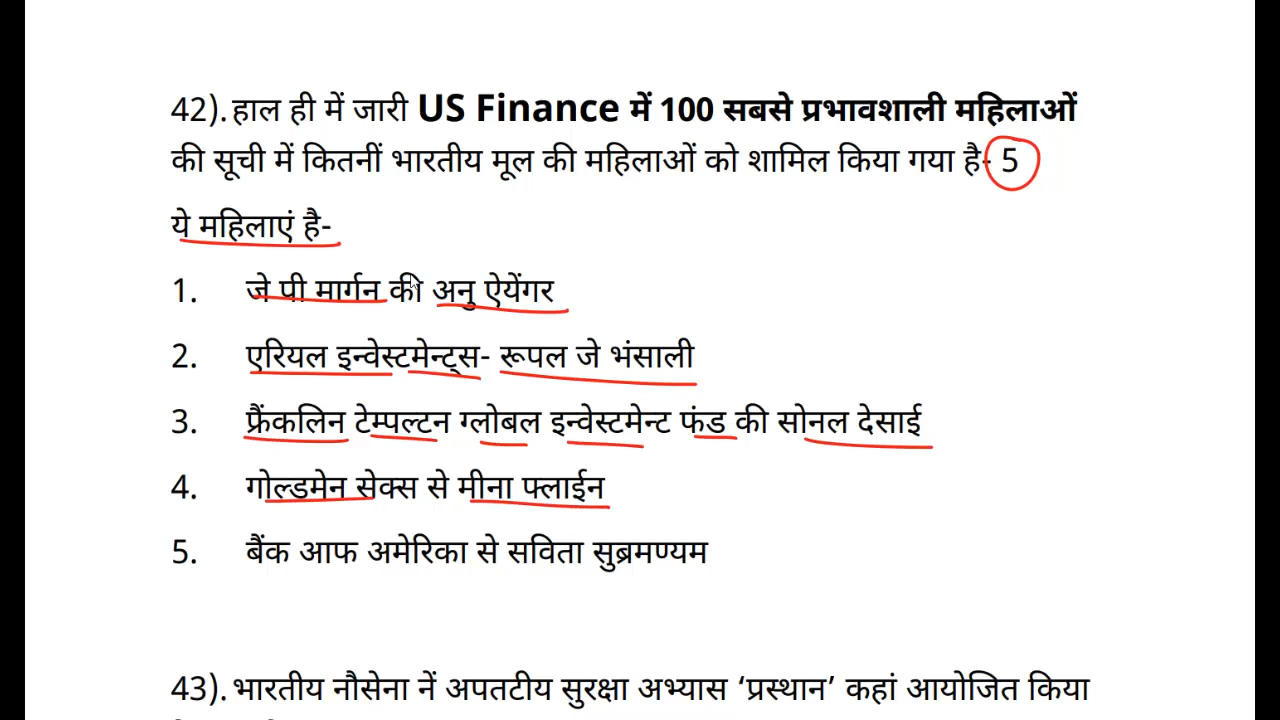 42). हाल ही में जारी US Finance में 100 सबसे प्रभावशाली महिलाओं
की सूची में कितनीं भारतीय मूल की महिलाओं को शामिल किया गया है- 5
ये महिलाएं है-
1. जे पी मार्गन की अनु ऐयेंगर
2. एरियल इन्वेस्टमेन्ट्स- रूपल जे भंसाली
3. फ्रैंकलिन टेम्पल्टन ग्लोबल इन्वेस्टमेन्ट फंड की सोनल देसाई
4. गोल्डमेन सेक्स से मीना फ्लाईन
5. बैंक आफ अमेरिका से सविता सुब्रमण्यम
43). भारतीय नौसेना नें अपतटीय सुरक्षा अभ्यास ‘प्रस्थान’ कहां आयोजित किया